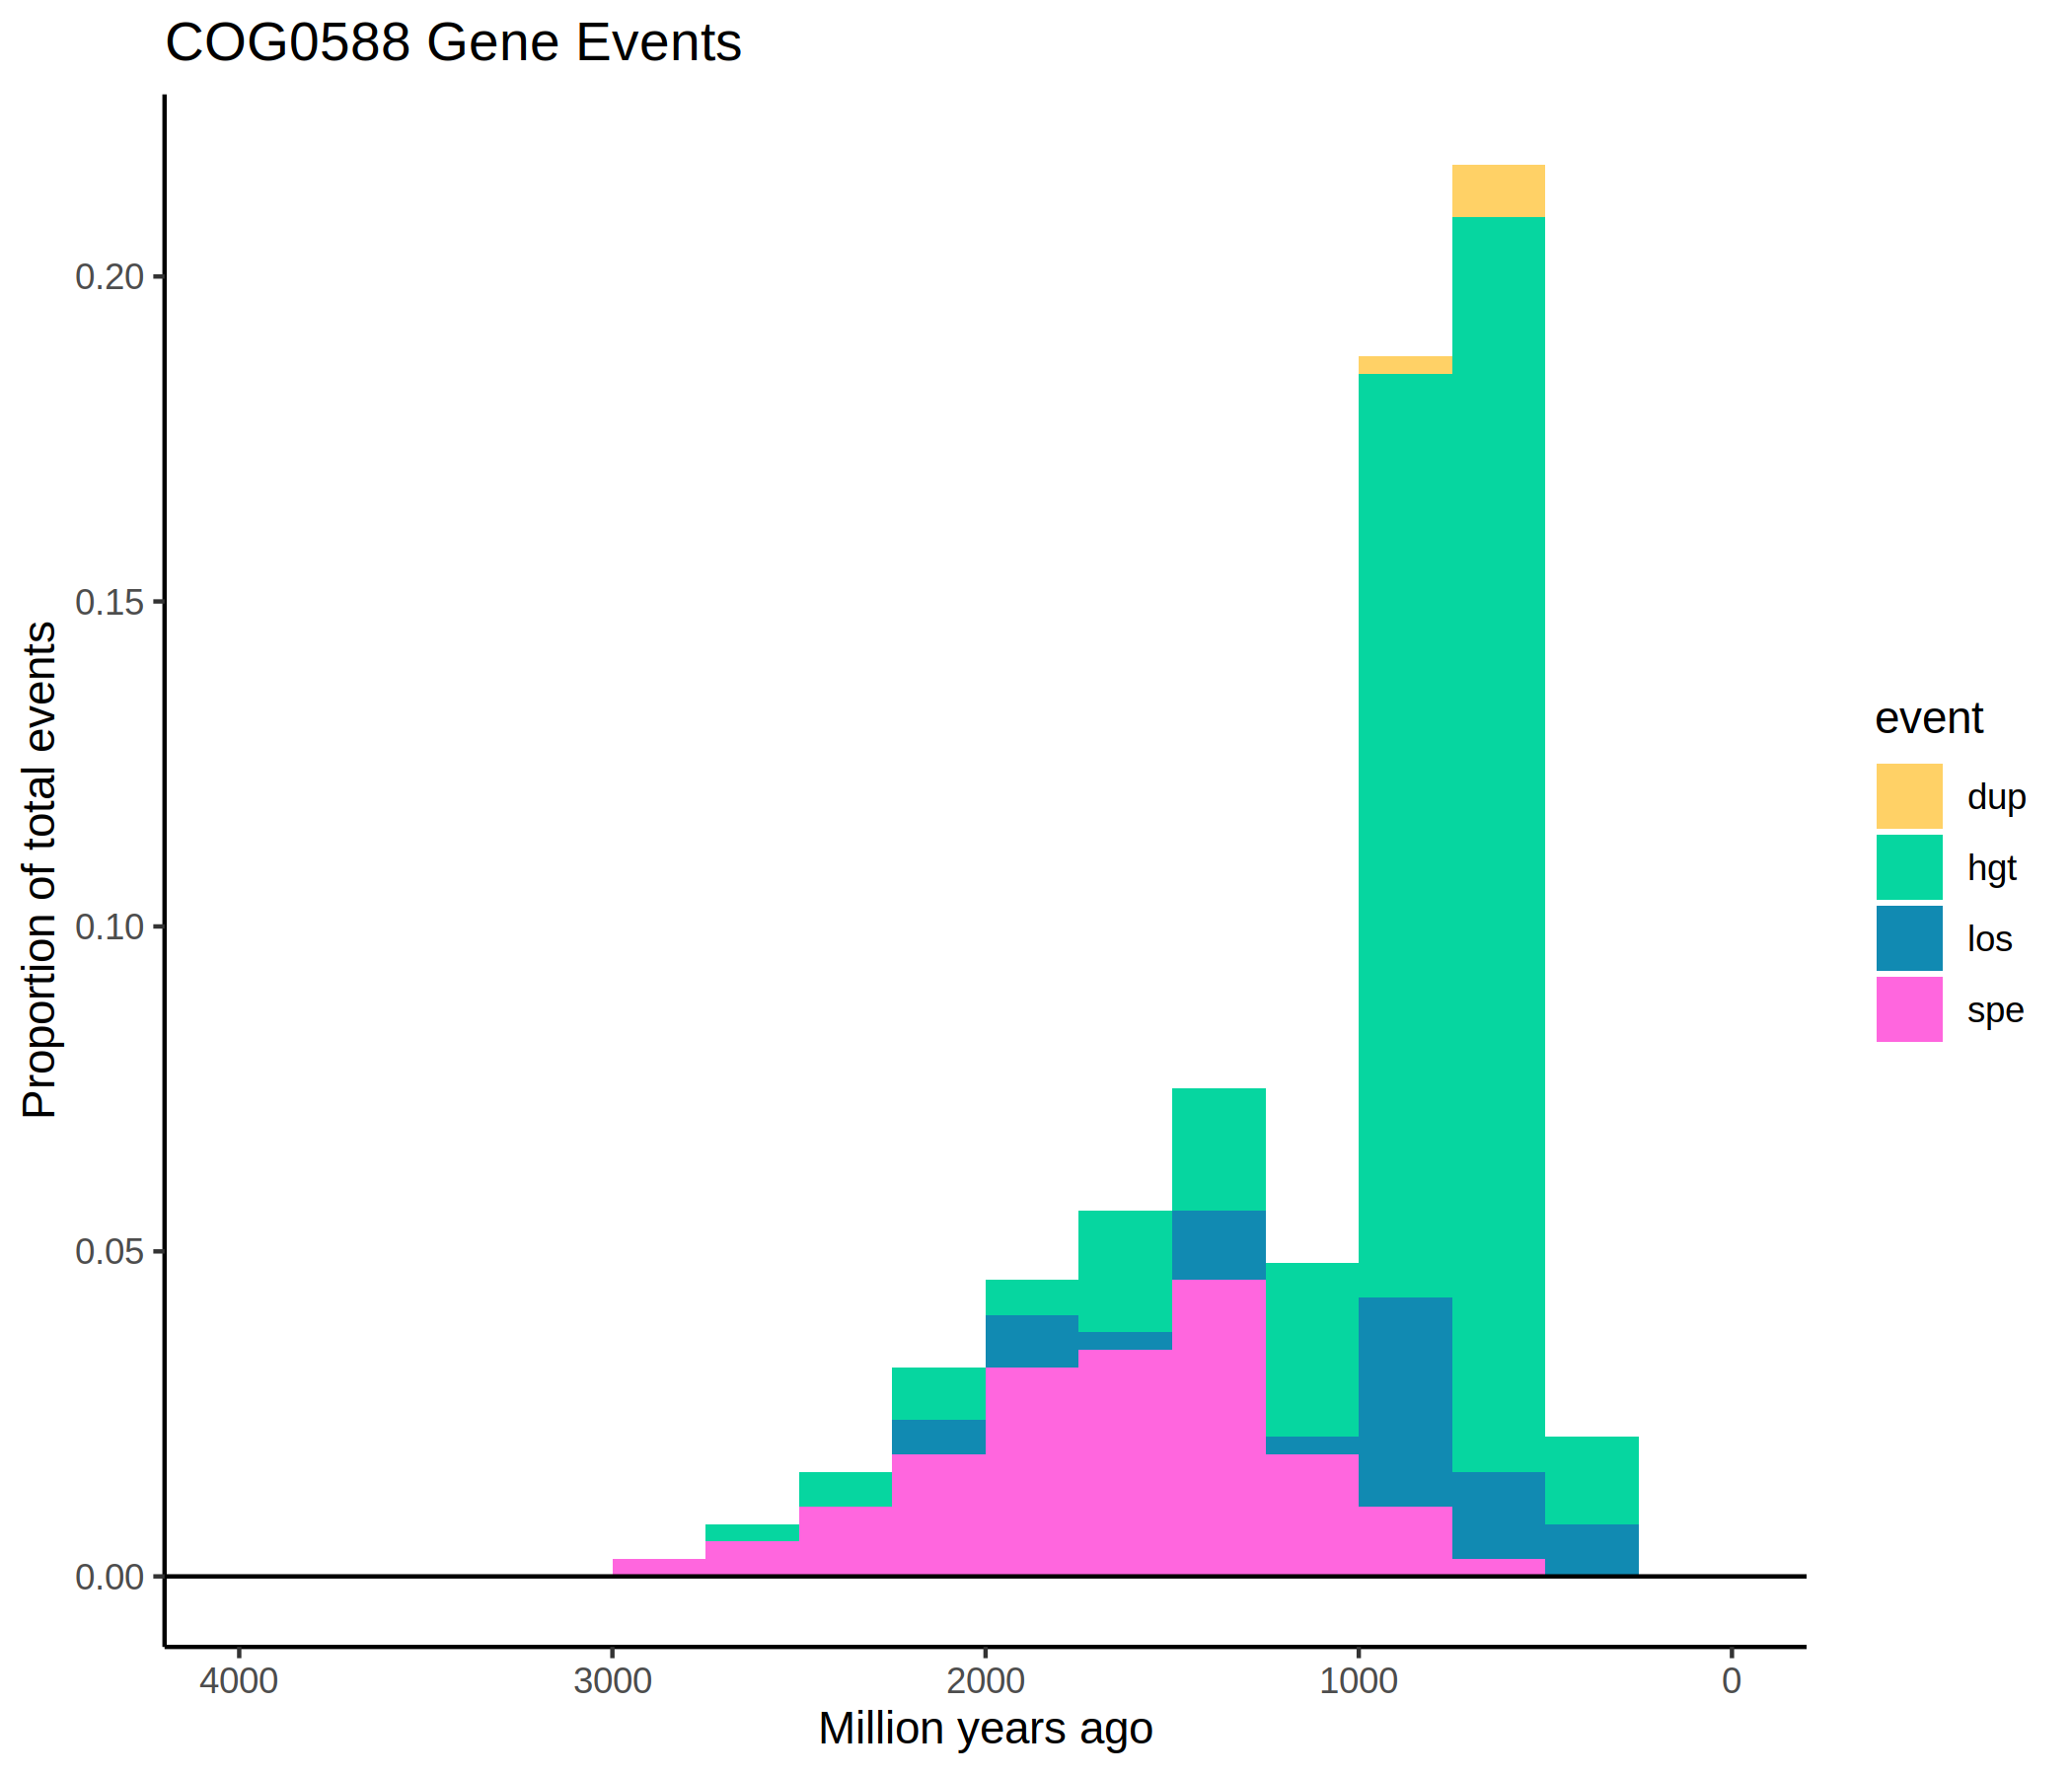 COG0588 Gene Events
Proportion of total events
0.20
0.15
0.10
0.05
0.00
4000
3000
2000
1000
0
Million years ago
event
dup
hgt
los
spe